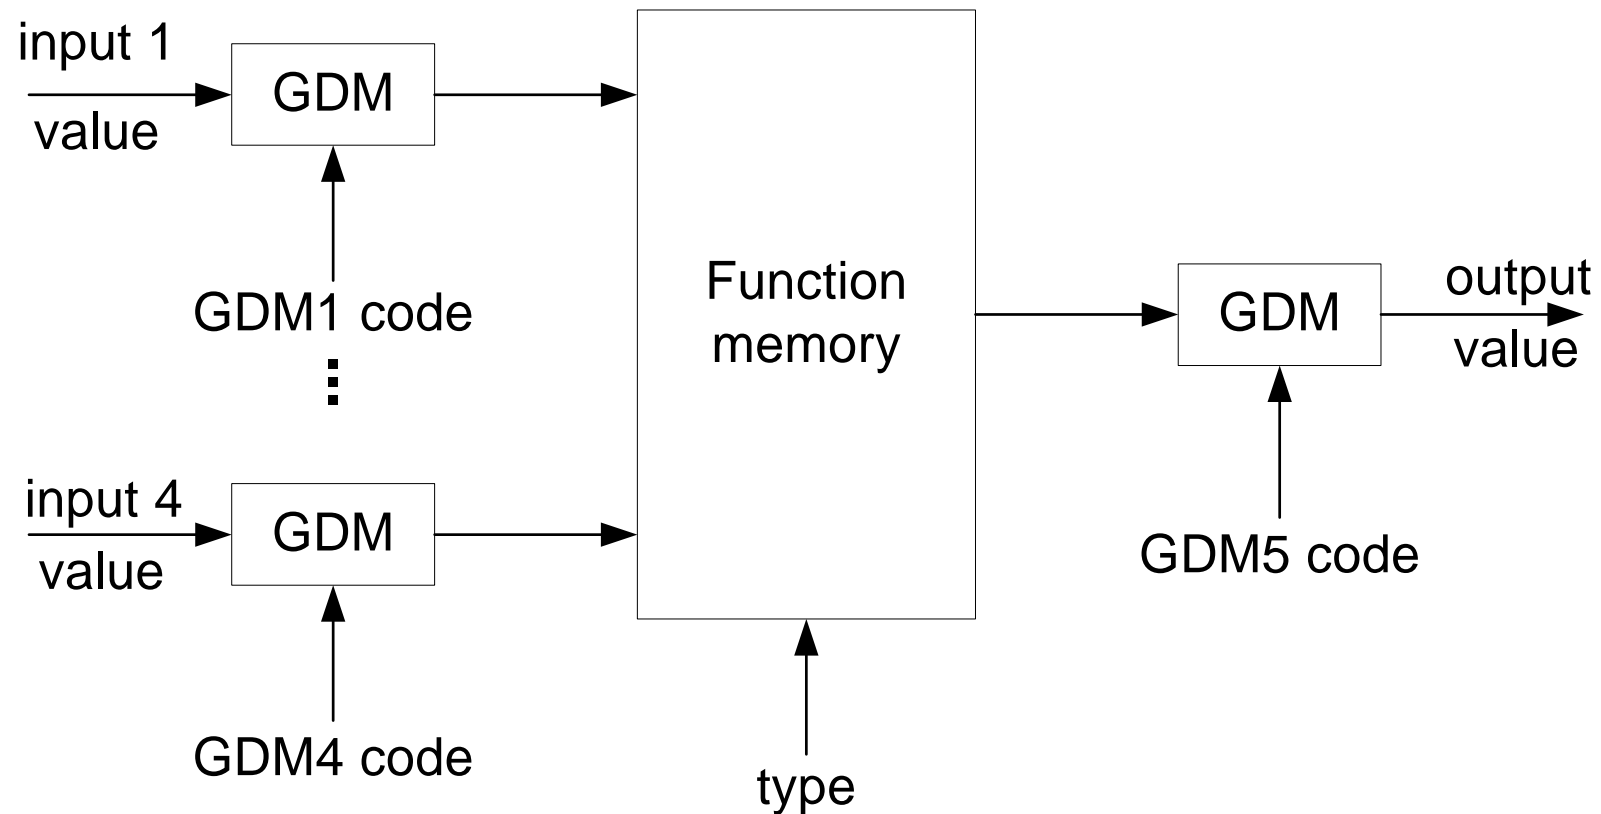 input 1
value
GDM
GDM1 code
input 4
value
GDM
GDM4 code
Function
memory
type
GDM
GDM5 code
output
value